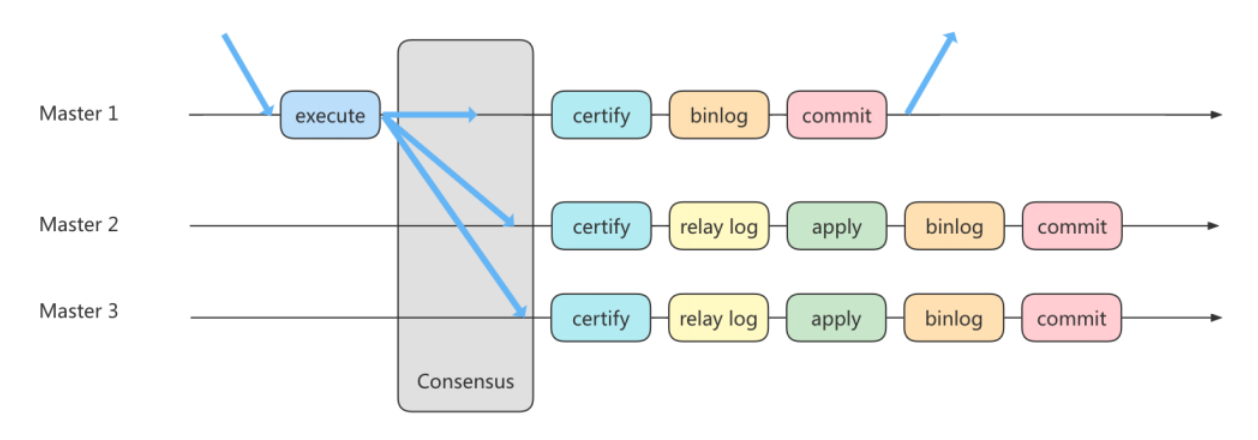 Master 1
execute
certify
binlog
commit
Master 2
certify
relay log
apply
binlog
commit
Master 3
certify
relay log
apply
binlog
commit
Consensus